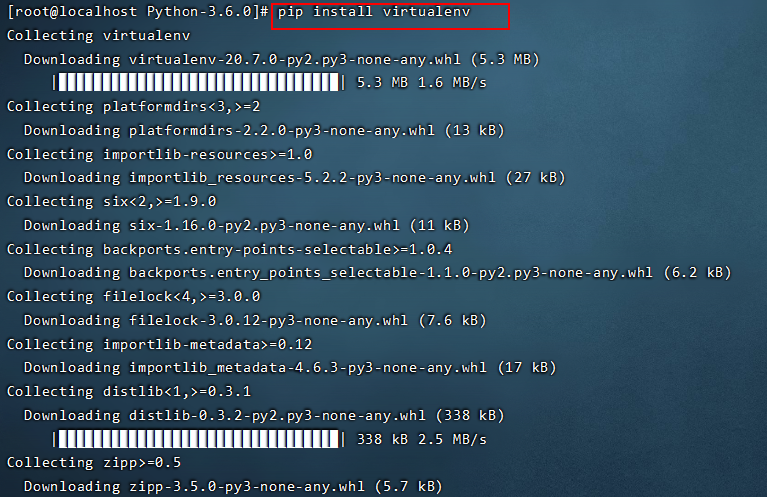 [root@localhost Python-3.6.0]# pip install virtualenv
Collecting virtualenv
Downloading virtualenv-20.7.0-py2.py3-none-any.whl (5.3 MB)
5.3 MB 1.6 MB/s
Collecting platformdirs<3,>=2
Downloading platformdirs-2.2.0-py3-none-any.whl (13 kB)
Collecting importlib-resources>=1.0
Downloading importlib_resources-5.2.2-py3-none-any.whl (27 kB)
Collecting six<2,>=1.9.0
Downloading six-1.16.0-py2.py3-none-any.whl (11 kB)
Collecting backports.entry-points-selectable>=1.0.4
Downloading backports.entry_points_selectable-1.1.0-py2.py3-none-any.whl (6.2 kB)
Collecting filelock<4,>=3.0.0
Downloading filelock-3.0.12-py3-none-any.whl (7.6 kB)
Collecting importlib-metadata>=0.12
Downloading importlib_metadata-4.6.3-py3-none-any.whl (17 kB)
Collecting distlib<1,>=0.3.1
Downloading distlib-0.3.2-py2.py3-none-any.whl (338 kB)
338 kB 2.5 MB/s
Collecting zipp>=0.5
Downloading zipp-3.5.0-py3-none-any.whl (5.7 kB)